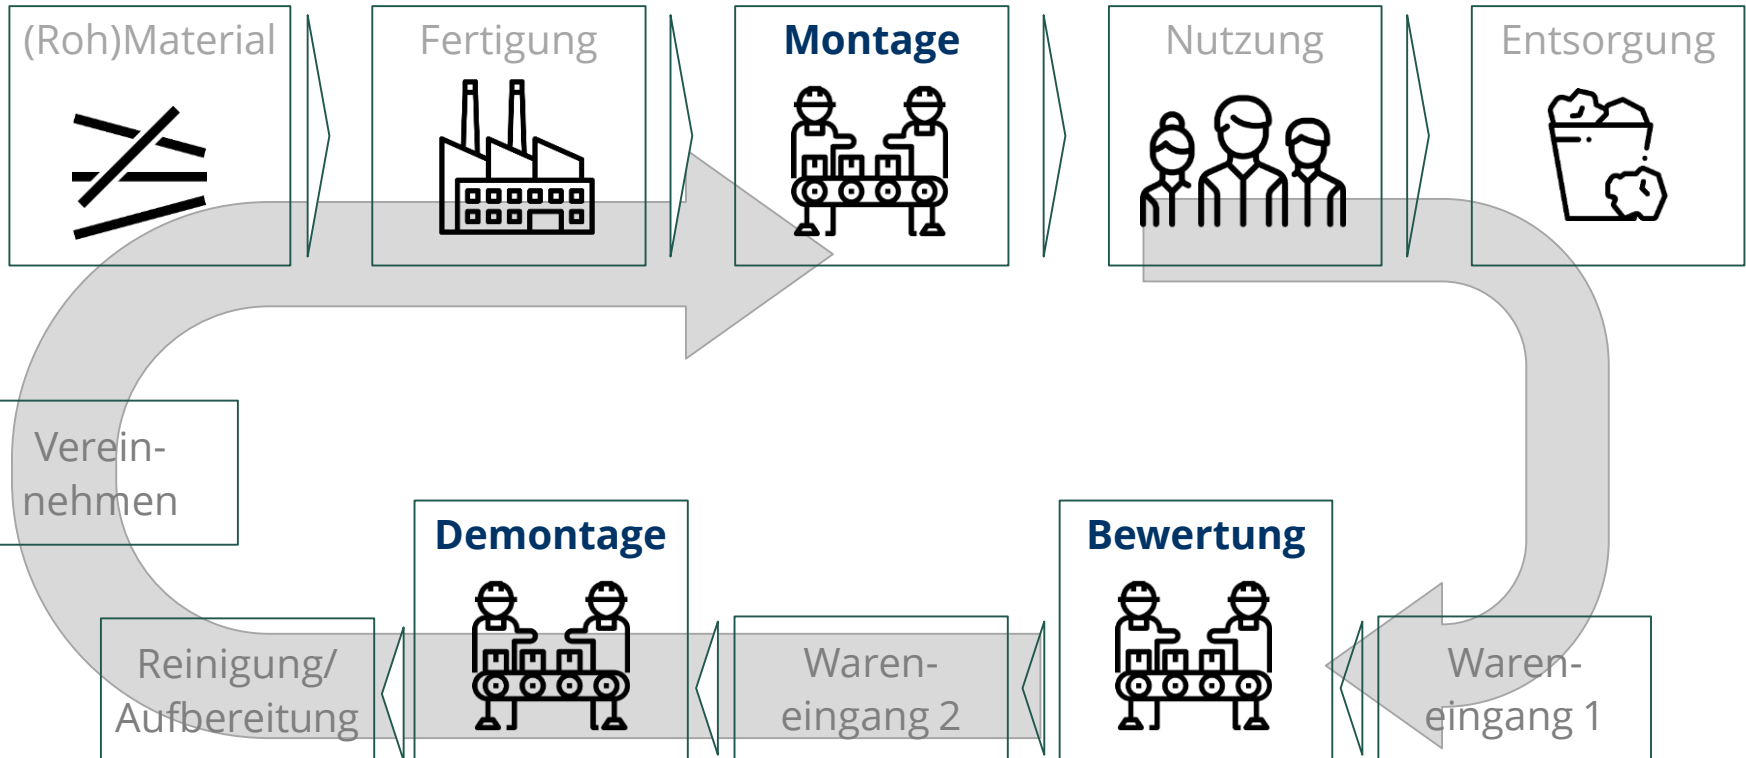 (Roh)Material
Fertigung
Montage
Nutzung
Entsorgung
Verein-
nehmen
Demontage
Bewertung
Reinigung/
Aufbereitung
Waren-
eingang 2
Waren-
eingang 1